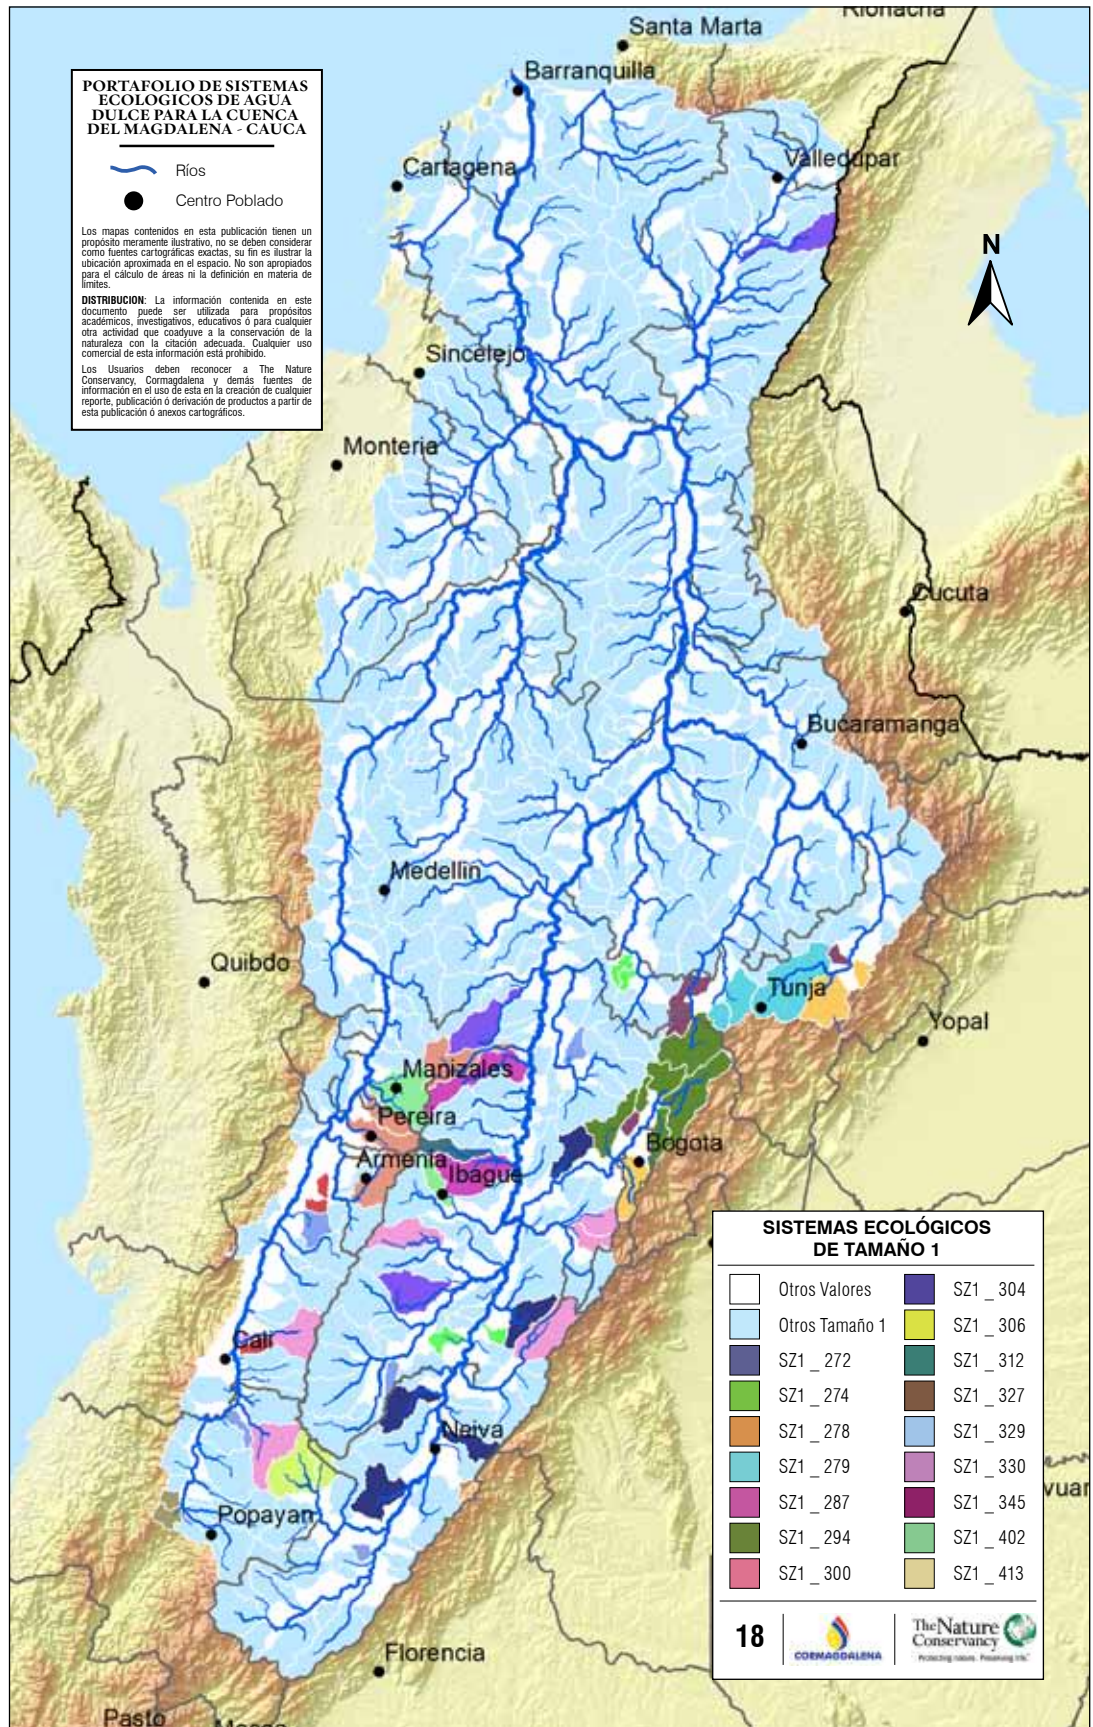 Riohacha
Santa Marta
Barranquilla
Cartagena
Valledupar
PORTAFOLIO DE SISTEMAS
ECOLOGICOS DE AGUA
DULCE PARA LA CUENCA
DEL MAGDALENA - CAUCA
Ríos
Centro Poblado
Los mapas contenidos en esta publicación tienen un
propósito meramente ilustrativo, no se deben considerar
como fuentes cartográficas exactas, su fin es ilustrar la
ubicación aproximada en el espacio. No son apropiados
para el cálculo de áreas ni la definición en materia de
límites.
DISTRIBUCION: La información contenida en este
documento puede ser utilizada para propósitos
académicos, investigativos, educativos ó para cualquier
otra actividad que coadyuve a la conservación de la
naturaleza con la citación adecuada. Cualquier uso
comercial de esta información está prohibido.
Los Usuarios deben reconocer a The Nature
Conservancy, Cormagdalena y demás fuentes de
información en el uso de esta en la creación de cualquier
reporte, publicación ó derivación de productos a partir de
esta publicación ó anexos cartográficos.
N
Sincelejo
Monteria
Cucuta
Bucaramanga
Medellin
Quibdo
Tunja
Yopal
Manizales
Pereira
Bogota
Armenia
Ibague
Cali
Neiva
Popayan
Florencia
Pasto
Mocoa
vuar
SISTEMAS ECOLÓGICOS
DE TAMAÑO 1
Otros Valores
Otros Tamaño 1
SZ1 _ 272
SZ1 _ 274
SZ1 _ 278
SZ1 _ 279
SZ1 _ 287
SZ1 _ 294
SZ1 _ 300
SZ1 _ 304
SZ1 _ 306
SZ1 _ 312
SZ1 _ 327
SZ1 _ 329
SZ1 _ 330
SZ1 _ 345
SZ1 _ 402
SZ1 _ 413
18
CORMAGDALENA
The Nature
Conservancy
Protecting nature. Preserving life.